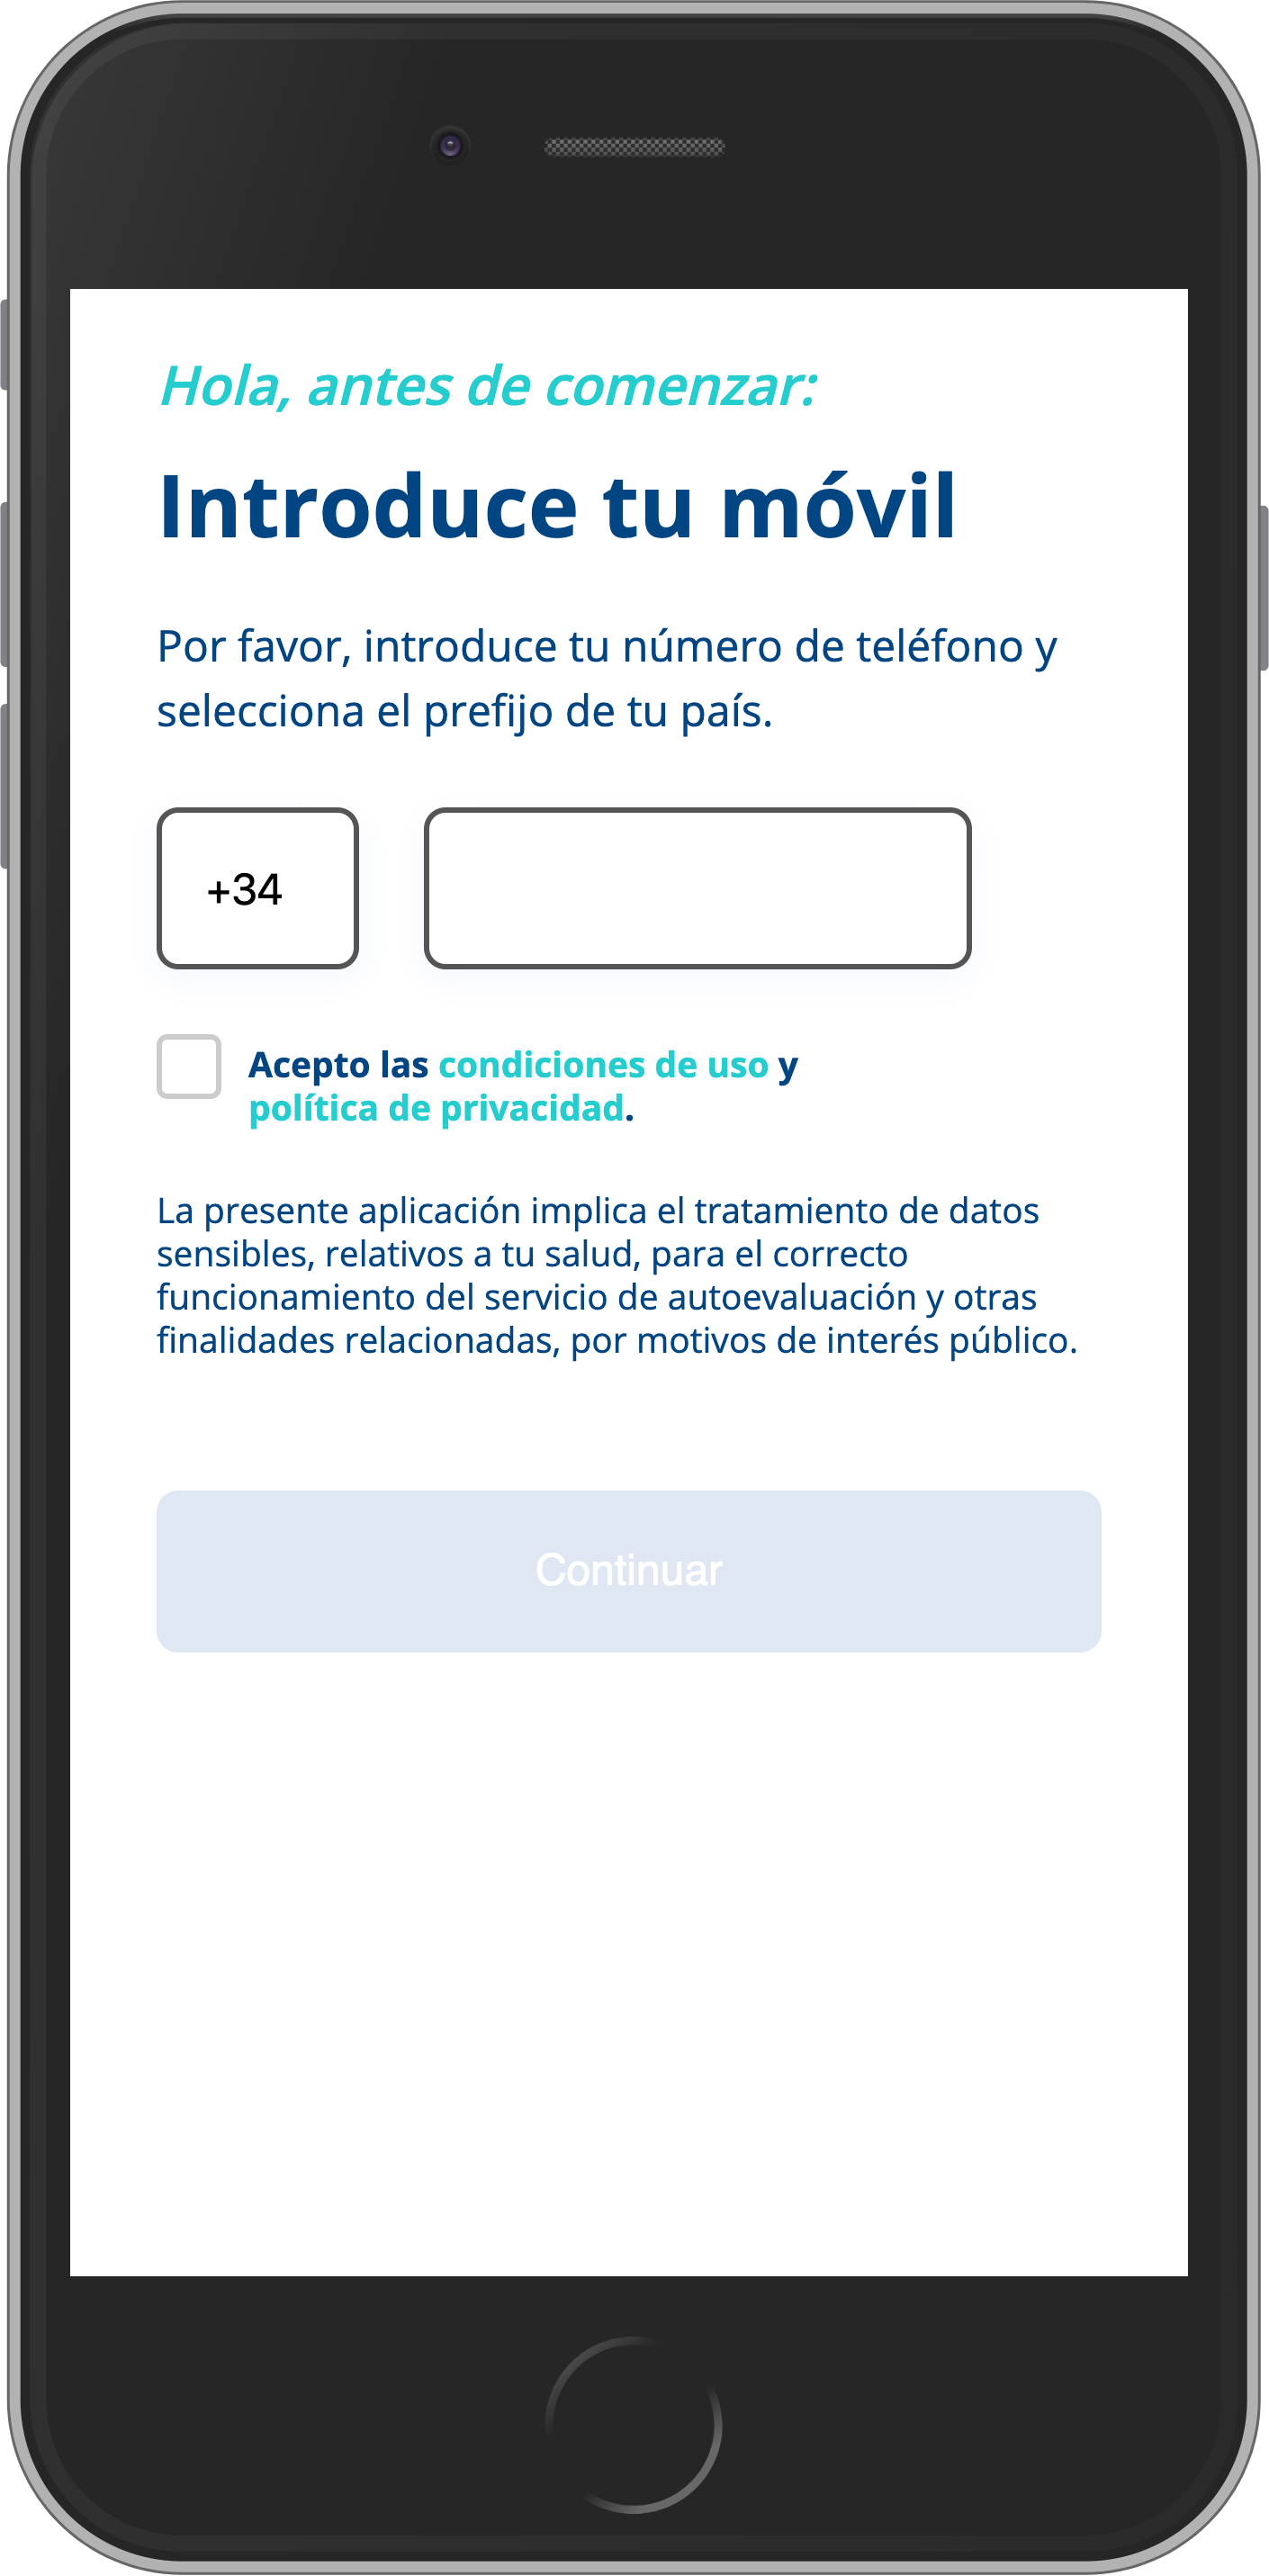 Hola, antes de comenzar:
Introduce tu móvil
Por favor, introduce tu número de teléfono y
selecciona el prefijo de tu país.
+34
Acepto las condiciones de uso y
política de privacidad.
La presente aplicación implica el tratamiento de datos
sensibles, relativos a tu salud, para el correcto
funcionamiento del servicio de autoevaluación y otras
finalidades relacionadas, por motivos de interés público.
Continuar